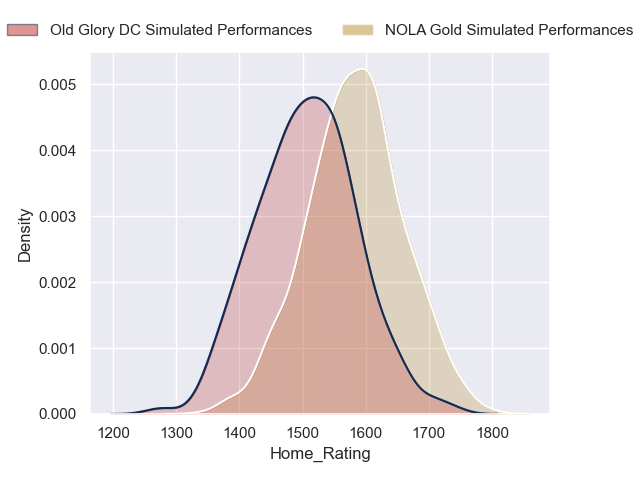 Old Glory DC Simulated Performances NOLA Gold Simulated Performances
0.005
0.004
0.003
0.002
0.001
0.000
Density
1200 1300 1400 1500 1600 1700 1800
Home_Rating